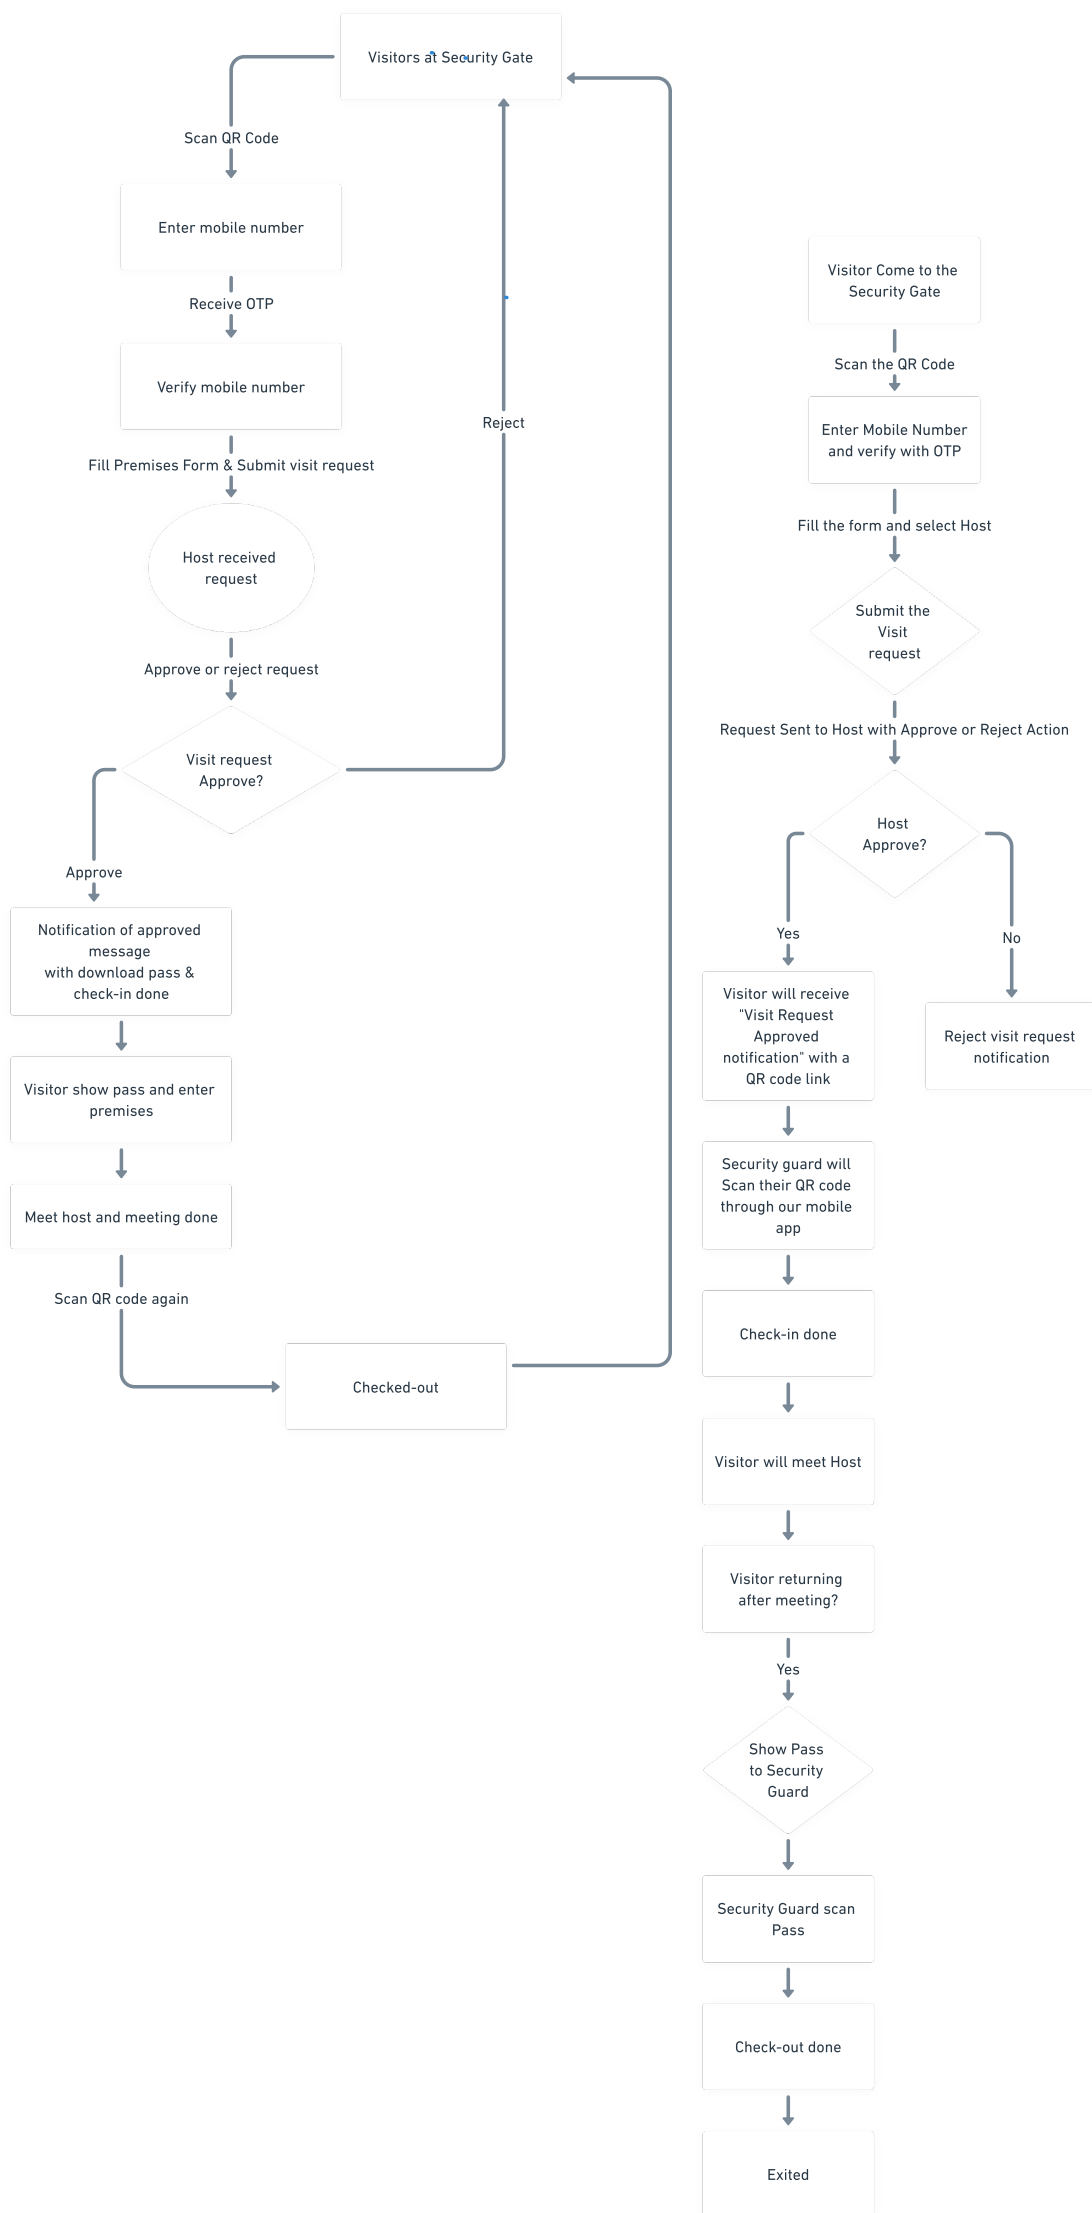 Visitors at Security Gate
Scan QR Code
Enter mobile number
Receive OTP
Verify mobile number
Reject
Fill Premises Form & Submit visit request
Host received
request
Approve or reject request
Visit request
Approve?
Approve
Notification of approved
message
with download pass &
check-in done
Visitor show pass and enter
premises
Meet host and meeting done
Scan QR code again
Checked-out
Visitor Come to the
Security Gate
Scan the QR Code
Enter Mobile Number
and verify with OTP
Fill the form and select Host
Submit the
Visit
request
Request Sent to Host with Approve or Reject Action
Host
Approve?
Yes
No
Visitor will receive
"Visit Request
Approved
notification" with a
QR code link
Reject visit request
notification
Security guard will
Scan their QR code
through our mobile
app
Check-in done
Visitor will meet Host
Visitor returning
after meeting?
Yes
Show Pass
to Security
Guard
Security Guard scan
Pass
Check-out done
Exited